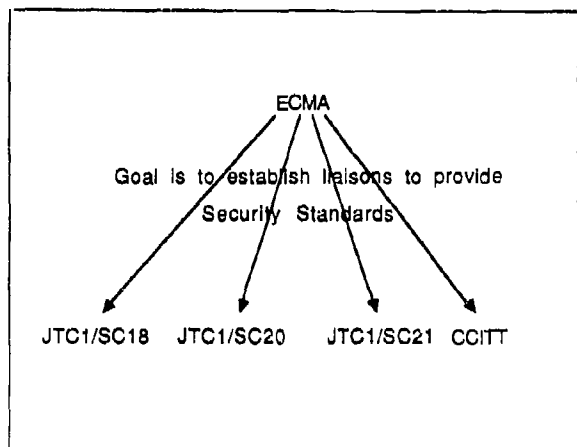 ECMA
Goal is to establish liaisons to provide
Security Standards
JTC1/SC18 JTC1/SC20 JTC1/SC21 CCITT